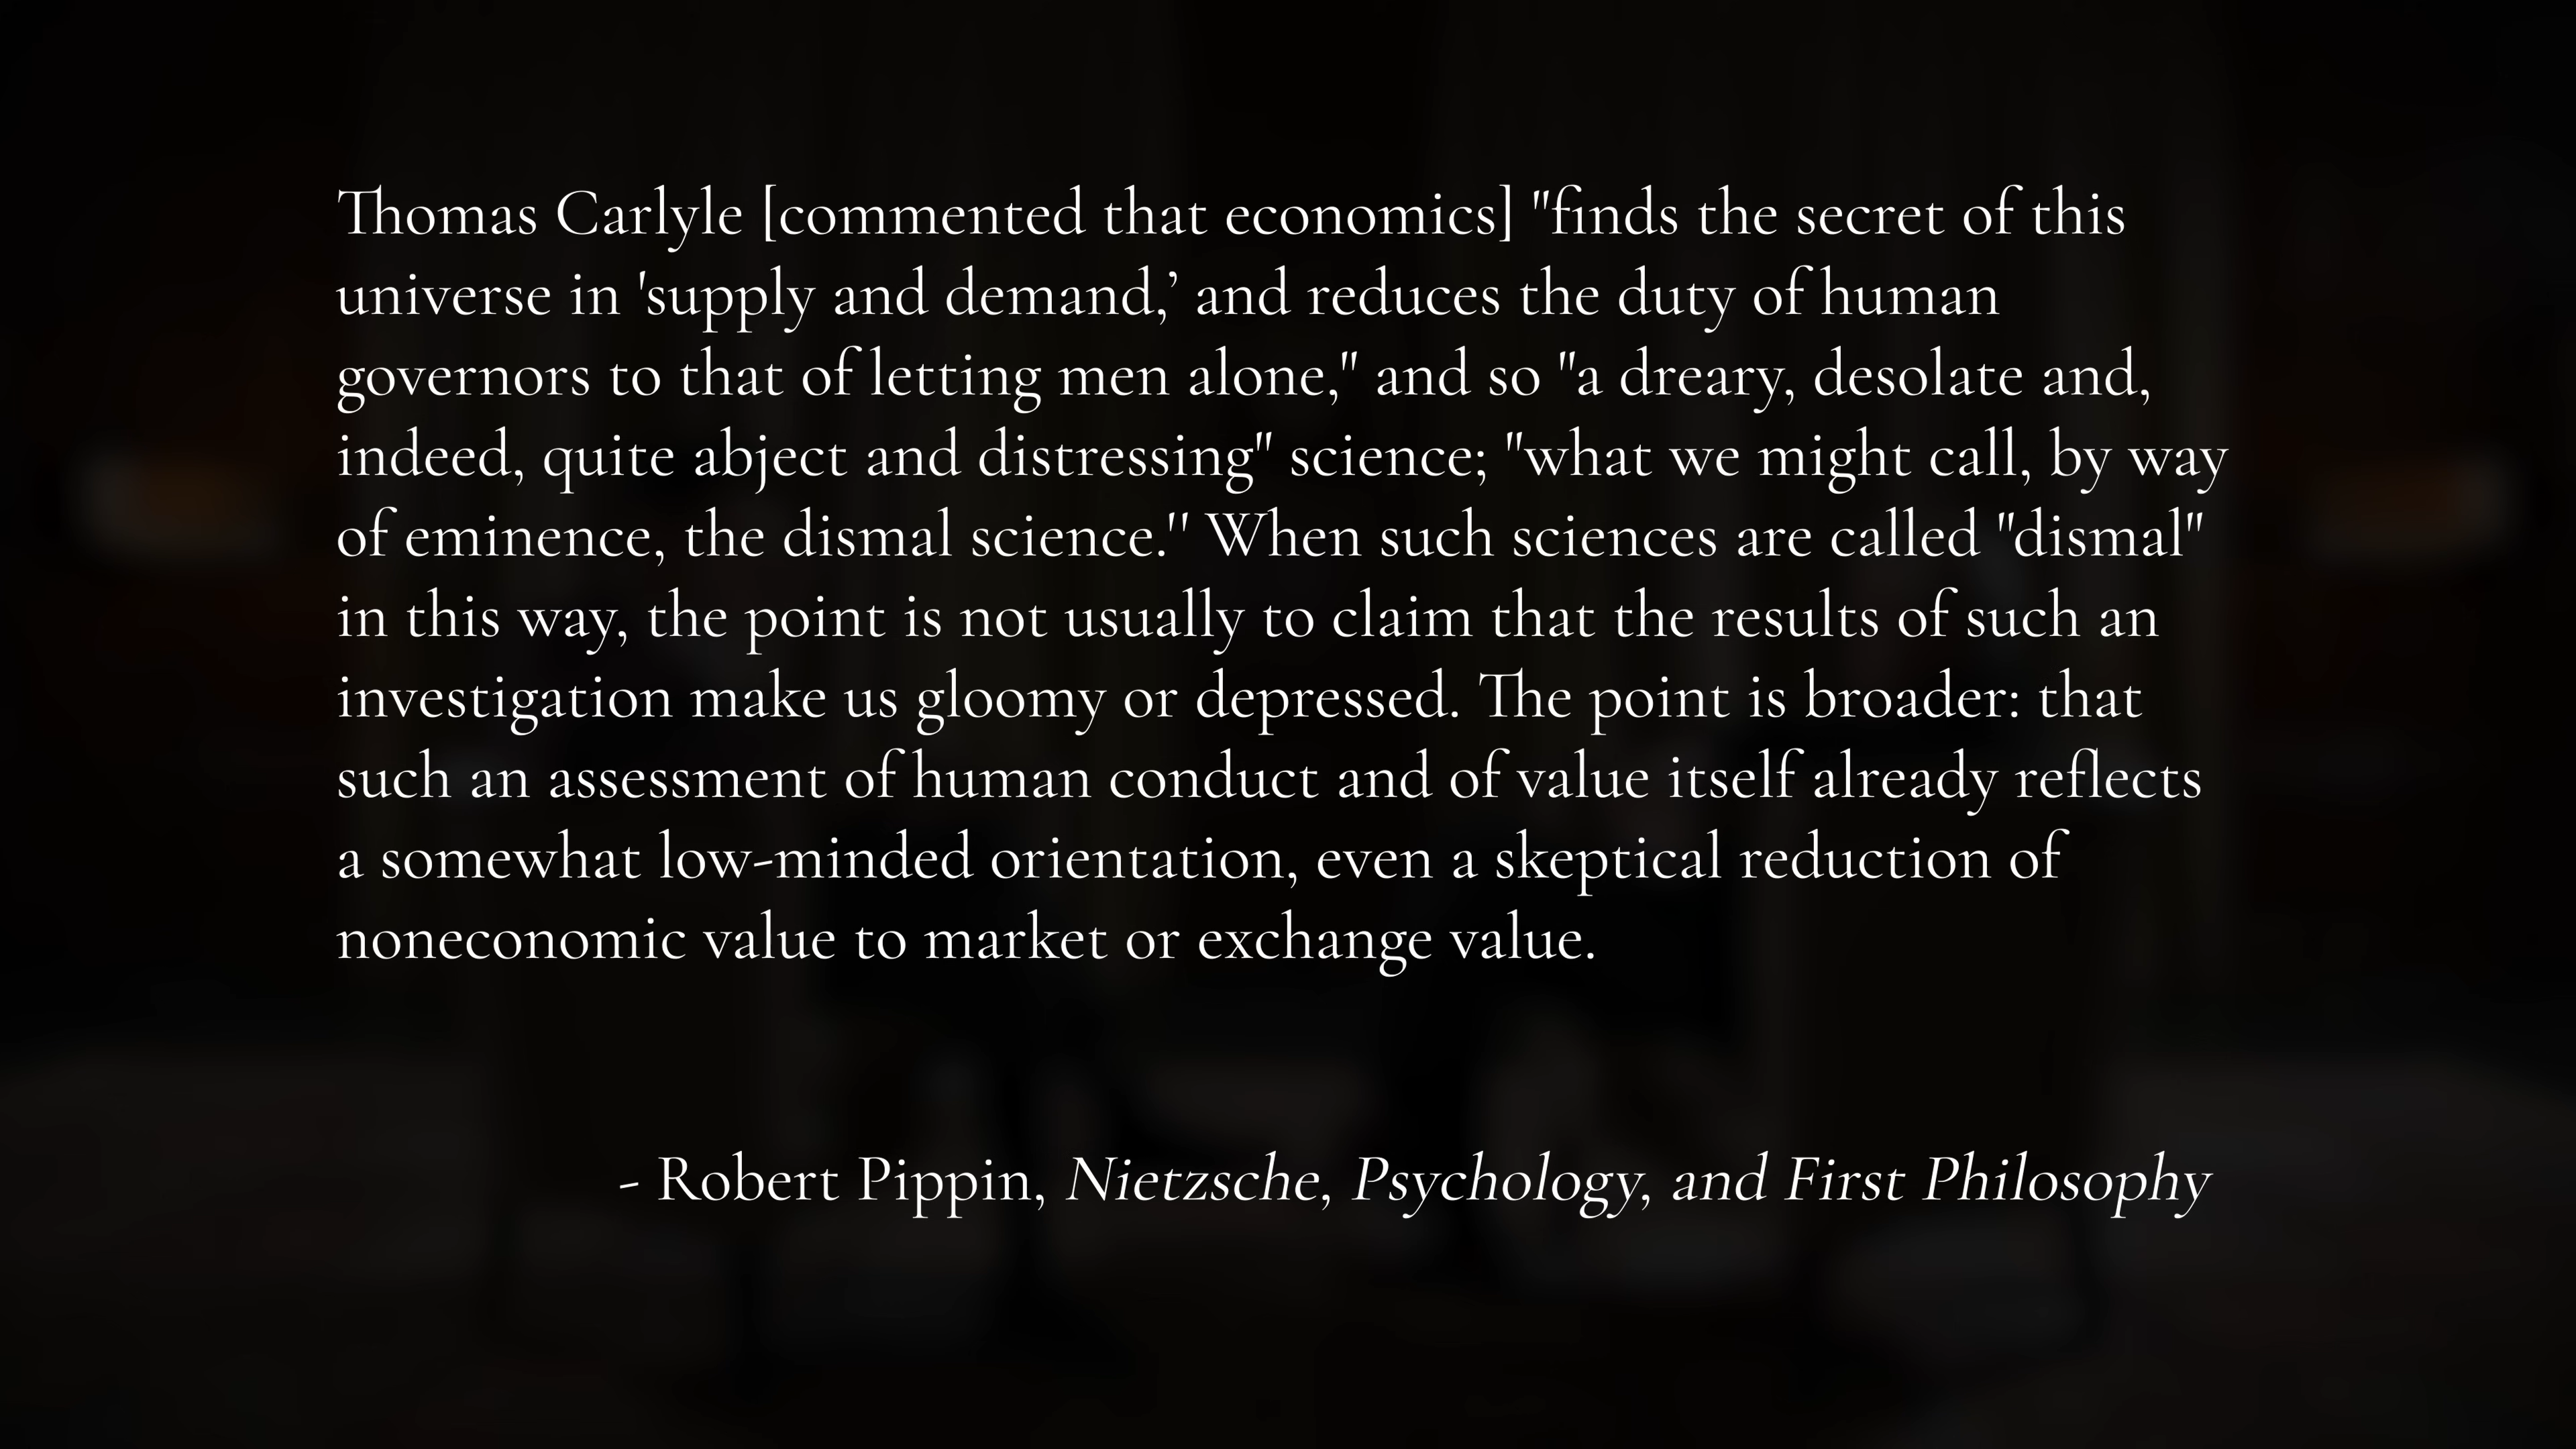 Thomas Carlyle [commented that economics] "finds the secret of this
universe in 'supply and demand,’ and reduces the duty of human
governors to that of letting men alone," and so "a dreary, desolate and,
indeed, quite abject and distressing" science; "what we might call, by way
of eminence, the dismal science.'' When such sciences are called "dismal"
in this way, the point is not usually to claim that the results of such an
investigation make us gloomy or depressed. The point is broader: that
such an assessment of human conduct and of value itself already reflects
a somewhat low-minded orientation, even a skeptical reduction of
noneconomic value to market or exchange value.
- Robert Pippin, Nietzsche, Psychology, and First Philosophy